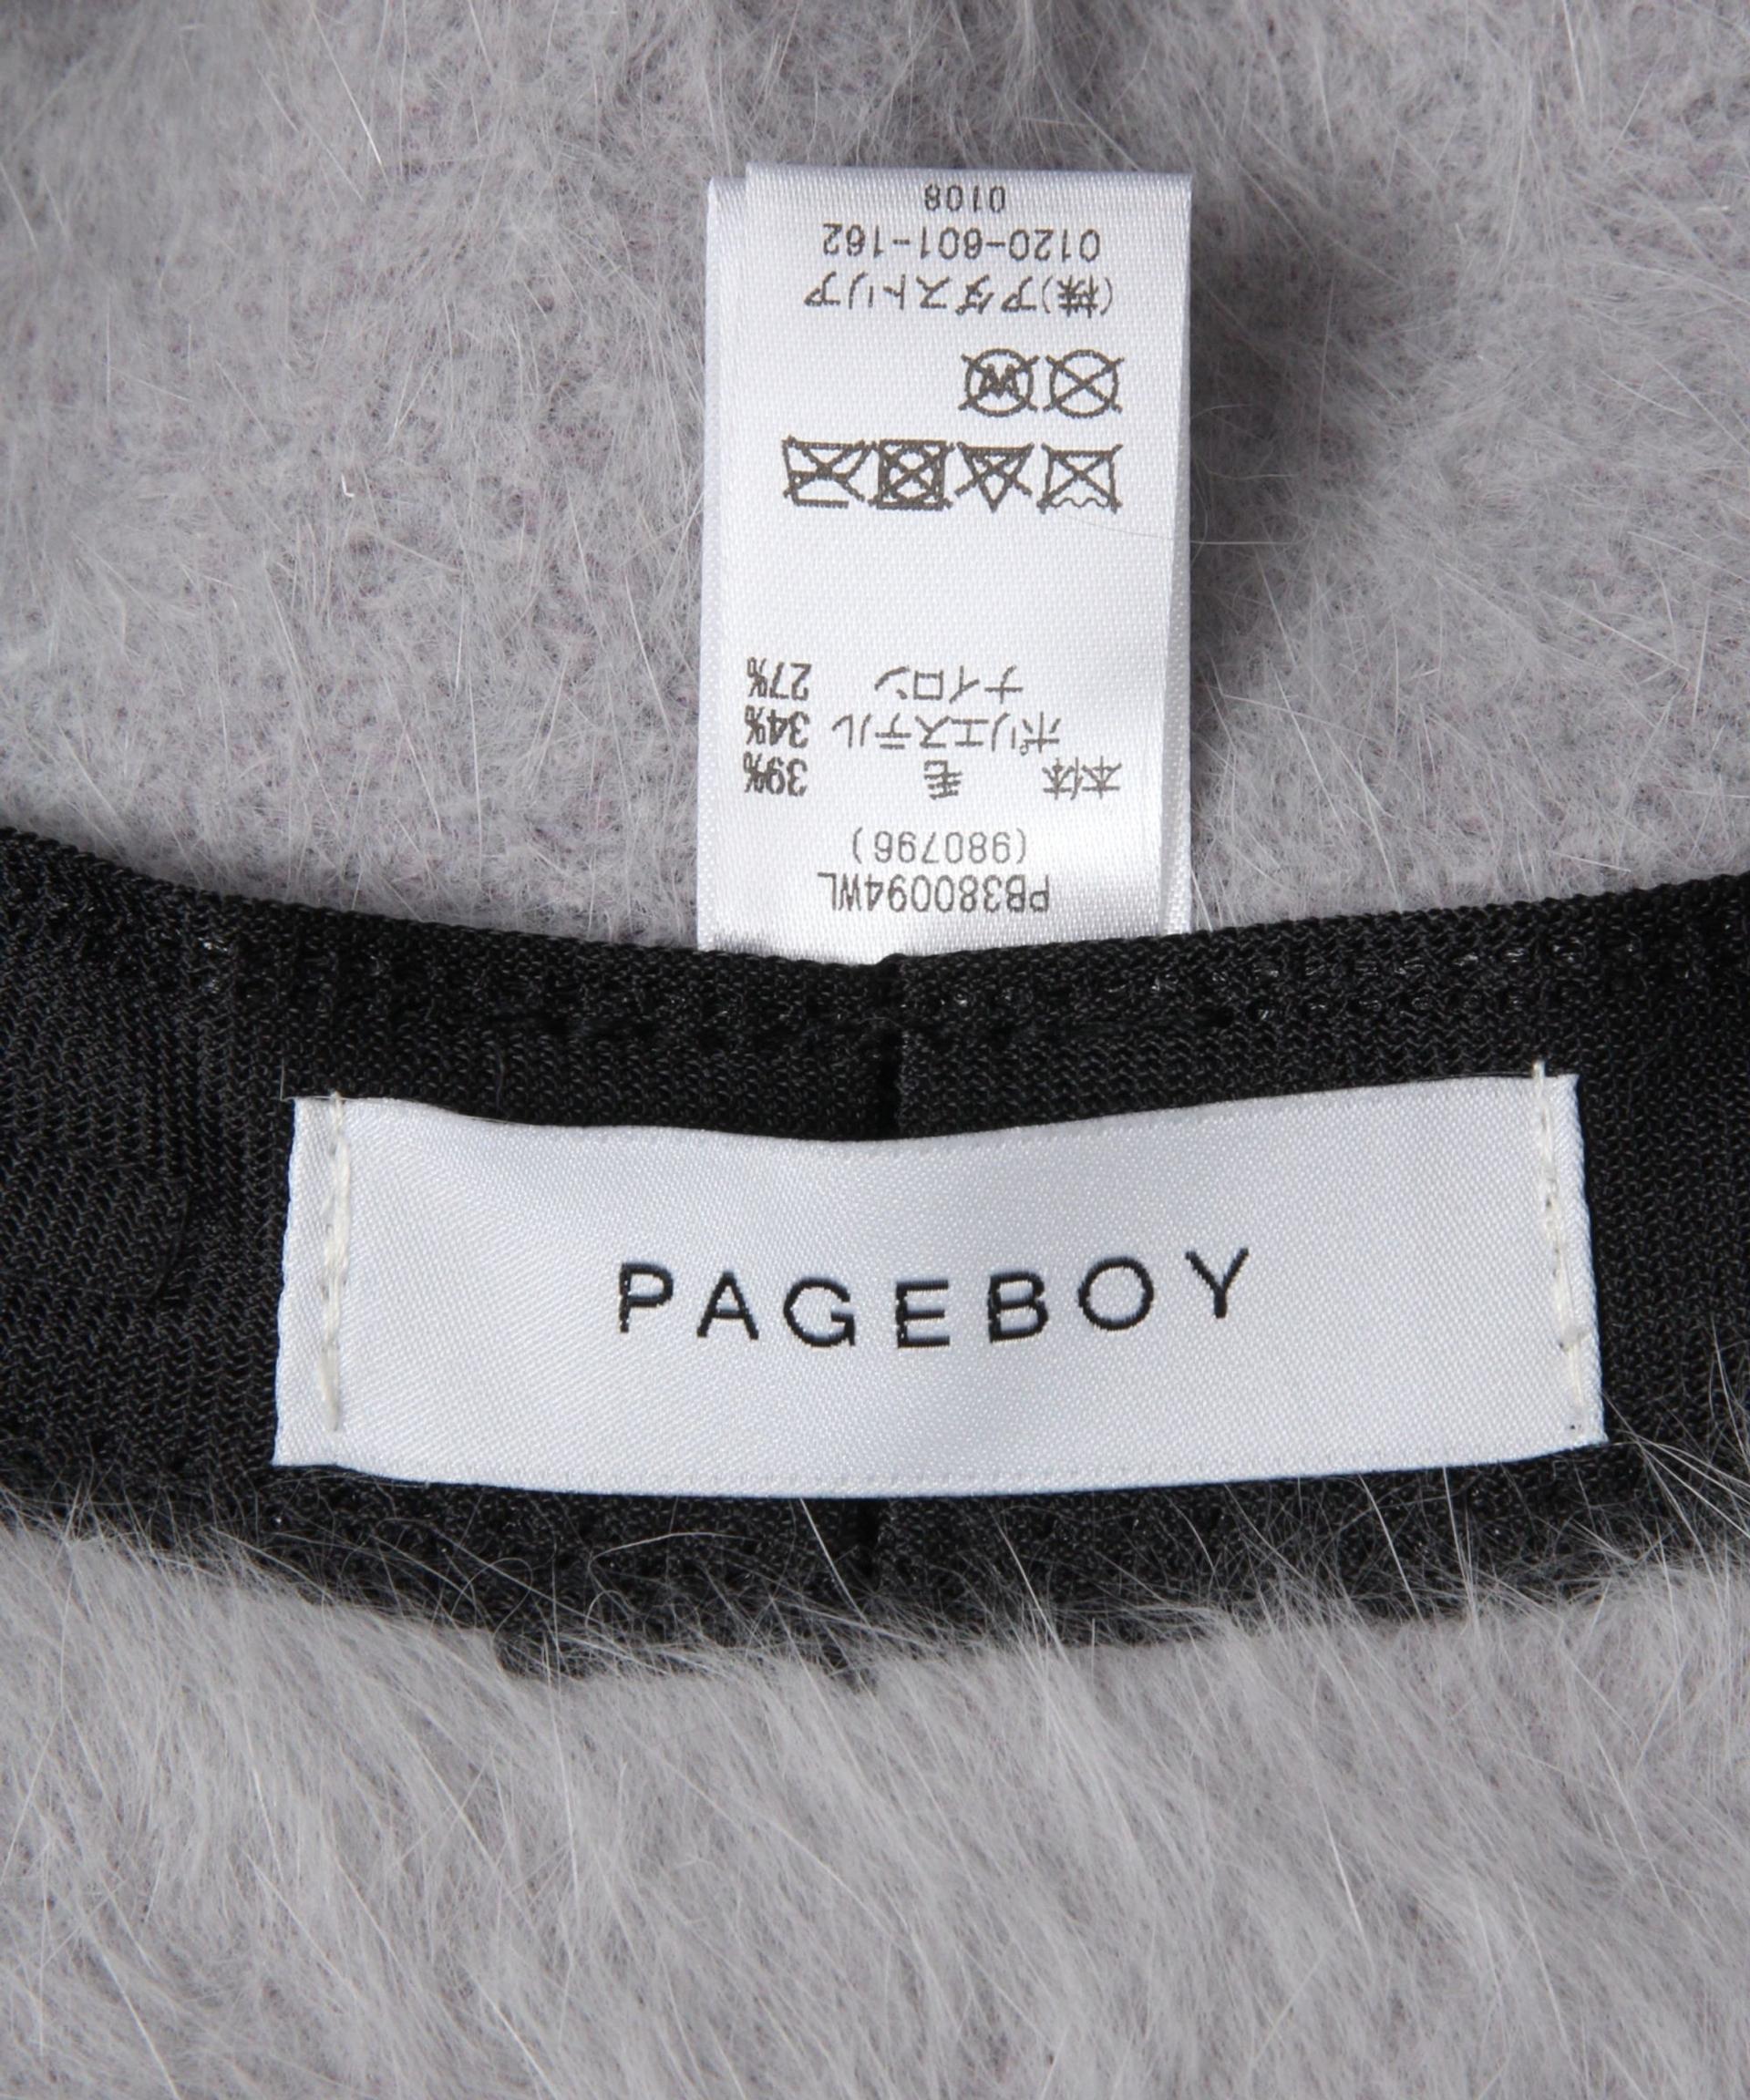 PB380094WL
(980796)
本体 毛 39%
ポリエステル 34%
ナイロン 27%
(株)アダストリア
0120-601-162
0108
PAGEBOY